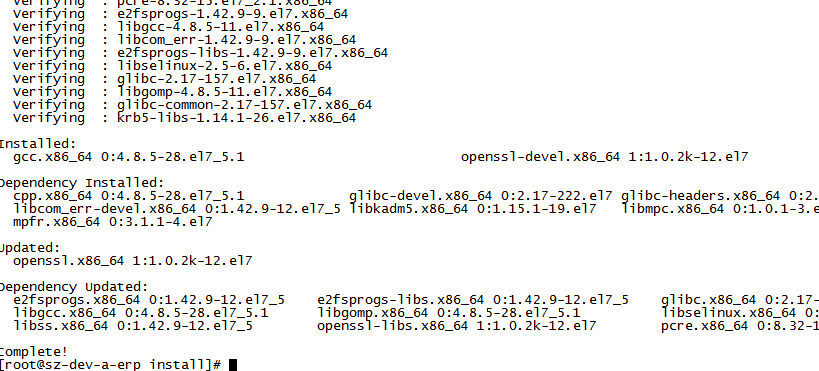 Verifying : pcre-8.32-15.el7_2.1.x86_64
Verifying : e2fsprogs-1.42.9-9.el7.x86_64
Verifying : libgcc-4.8.5-11.el7.x86_64
Verifying : libcom_err-1.42.9-9.el7.x86_64
Verifying : e2fsprogs-libs-1.42.9-9.el7.x86_64
Verifying : libselinux-2.5-6.el7.x86_64
Verifying : glibc-2.17-157.el7.x86_64
Verifying : libgomp-4.8.5-11.el7.x86_64
Verifying : glibc-common-2.17-157.el7.x86_64
Verifying : krb5-libs-1.14.1-26.el7.x86_64
Installed:
gcc.x86_64 0:4.8.5-28.el7_5.1 openssl-devel.x86_64 1:1.0.2k-12.el7
Dependency Installed:
cpp.x86_64 0:4.8.5-28.el7_5.1 glibc-devel.x86_64 0:2.17-222.el7 glibc-headers.x86_64 0:2.
libcom_err-devel.x86_64 0:1.42.9-12.el7_5 libkadm5.x86_64 0:1.15.1-19.el7 libmpc.x86_64 0:1.0.1-3.e
mpfr.x86_64 0:3.1.1-4.el7
Updated:
openssl.x86_64 1:1.0.2k-12.el7
Dependency Updated:
e2fsprogs.x86_64 0:1.42.9-12.el7_5 e2fsprogs-libs.x86_64 0:1.42.9-12.el7_5 glibc.x86_64 0:2.17-
libgcc.x86_64 0:4.8.5-28.el7_5.1 libgomp.x86_64 0:4.8.5-28.el7_5.1 libselinux.x86_64 0:2
libss.x86_64 0:1.42.9-12.el7_5 openssl-libs.x86_64 1:1.0.2k-12.el7 pcre.x86_64 0:8.32-1
Complete!
[root@sz-dev-a-erp install]#